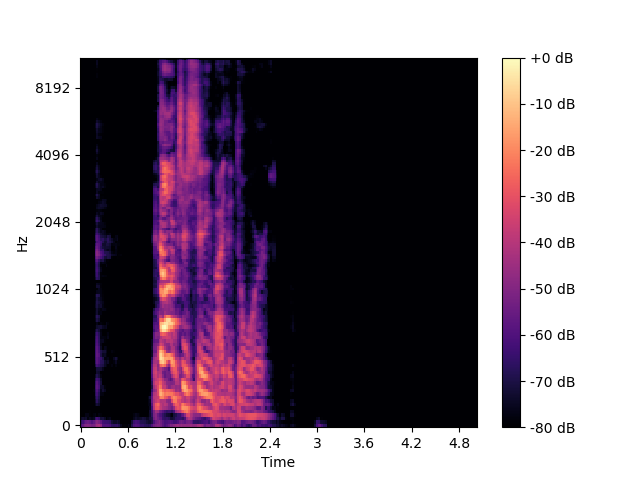 +0 dB
8192
-10 dB
4096
-20 dB
-30 dB
2048
-40 dB
Hz
1024
-50 dB
-60 dB
512
-70 dB
0
-80 dB
0 0.6 1.2 1.8 2.4 3 3.6 4.2 4.8
Time